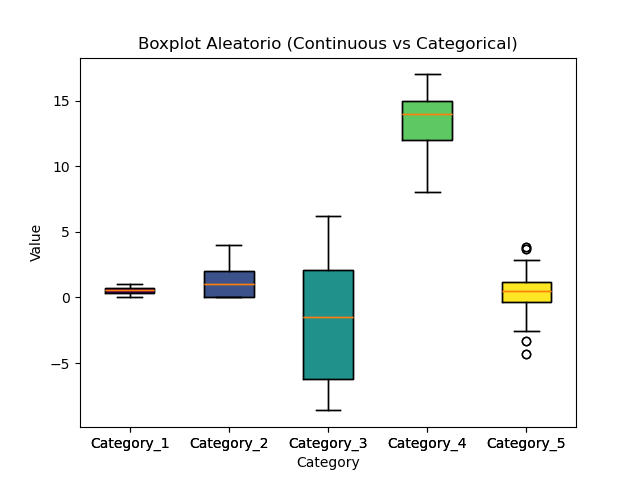 Boxplot Aleatorio (Continuous vs Categorical)
Value
15
10
5
0
−5
Category_1 Category_2 Category_3 Category_4 Category_5
Category